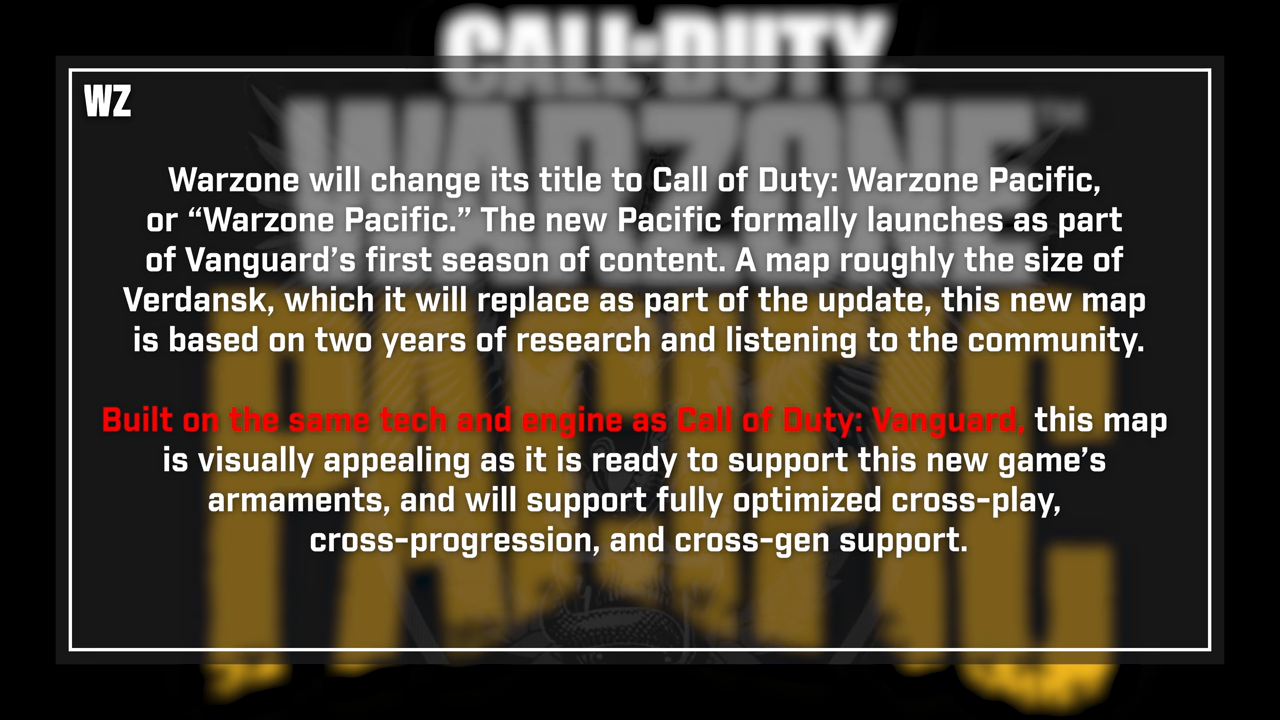 CALL OF DUTY.
WARZONE™
PACIFIC
WZ
Warzone will change its title to Call of Duty: Warzone Pacific,
or “Warzone Pacific.” The new Pacific formally launches as part
of Vanguard’s first season of content. A map roughly the size of
Verdansk, which it will replace as part of the update, this new map
is based on two years of research and listening to the community.
Built on the same tech and engine as Call of Duty: Vanguard, this map
is visually appealing as it is ready to support this new game’s
armaments, and will support fully optimized cross-play,
cross-progression, and cross-gen support.